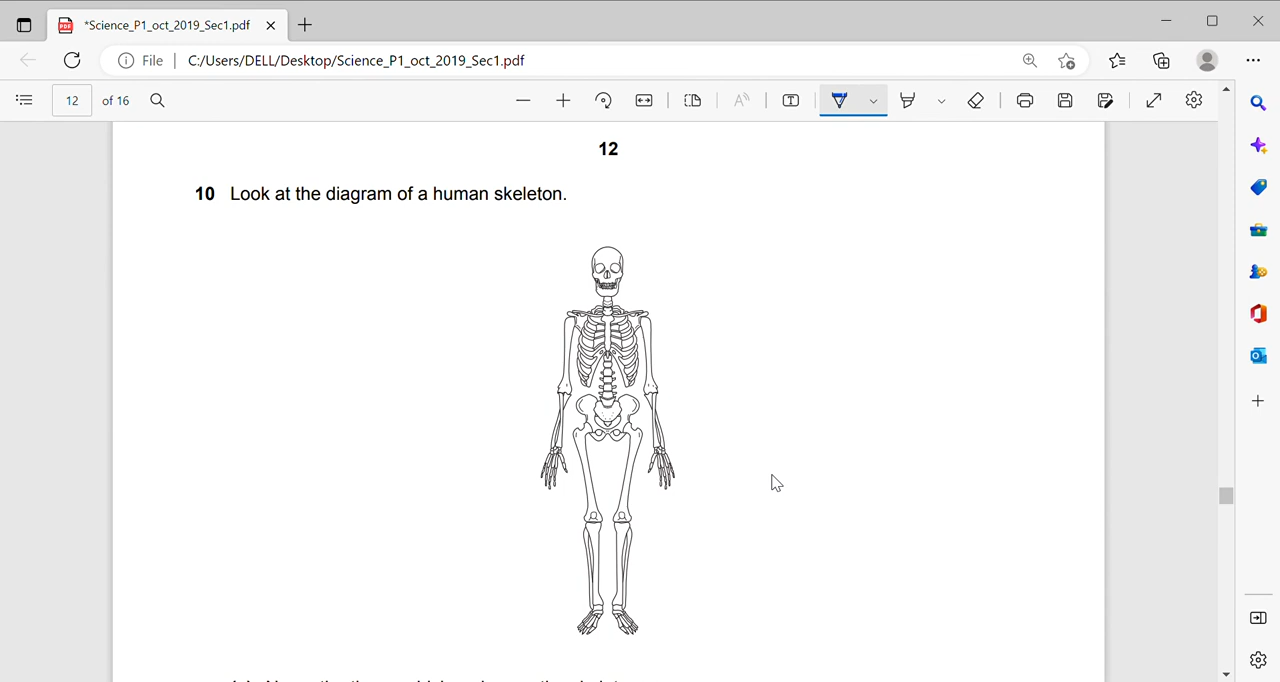 *Science_P1_oct_2019_Sec1.pdf
File C:/Users/DELL/Desktop/Science_P1_oct_2019_Sec1.pdf
12 of 16
12
10 Look at the diagram of a human skeleton.